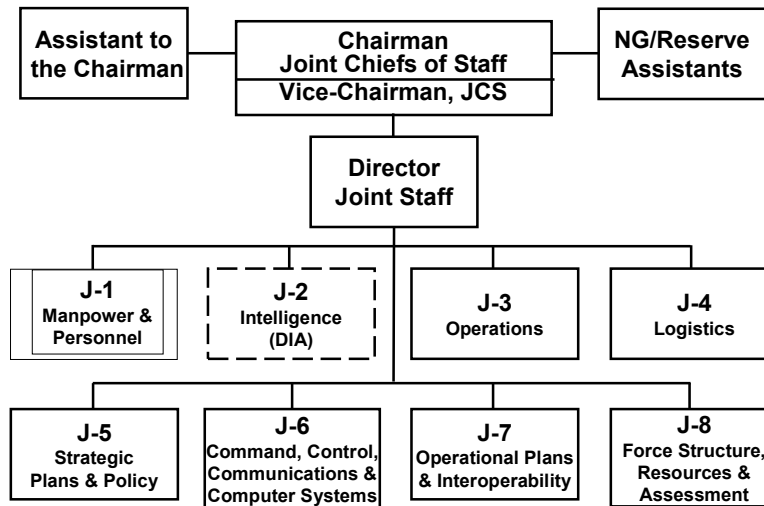 Assistant to
the Chairman
Chairman
Joint Chiefs of Staff
Vice-Chairman, JCS
NG/Reserve
Assistants
Director
Joint Staff
J-1
Manpower &
Personnel
J-2
Intelligence
(DIA)
J-3
Operations
J-4
Logistics
J-5
Strategic
Plans & Policy
J-6
Command, Control,
Communications &
Computer Systems
J-7
Operational Plans
& Interoperability
J-8
Force Structure,
Resources &
Assessment